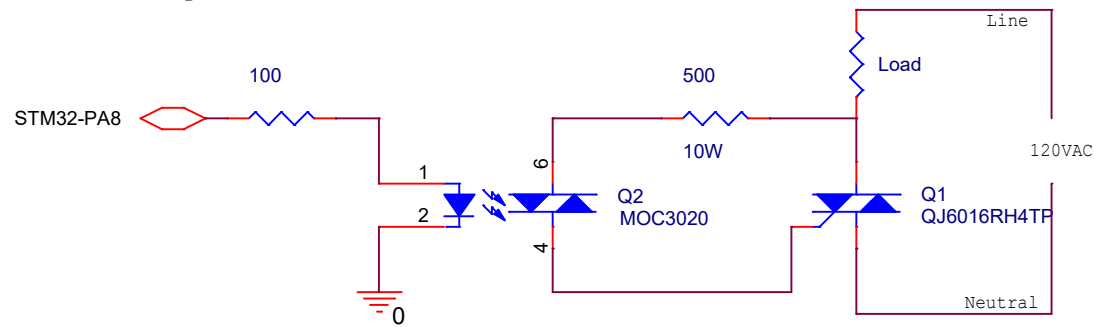 Line
100
500
Load
STM32-PA8
10W
120VAC
1
6
Q2
MOC3020
Q1
QJ6016RH4TP
2
4
Neutral
0